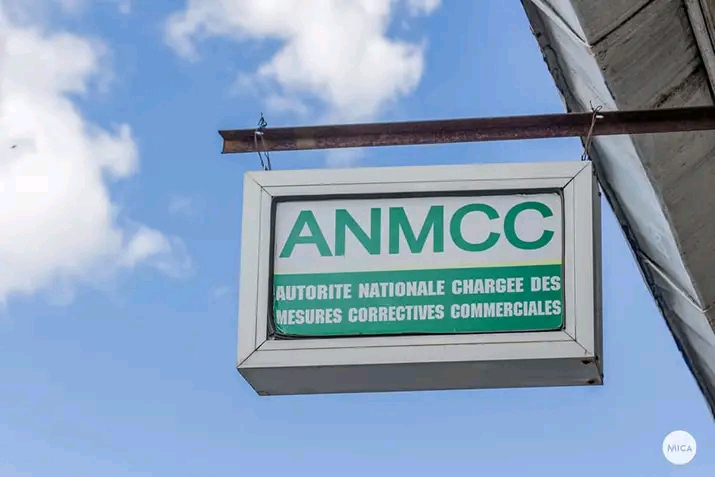 ANMCC
AUTORITE NATIONALE CHARGEE DES
MESURES CORRECTIVES COMMERCIALES
MICA